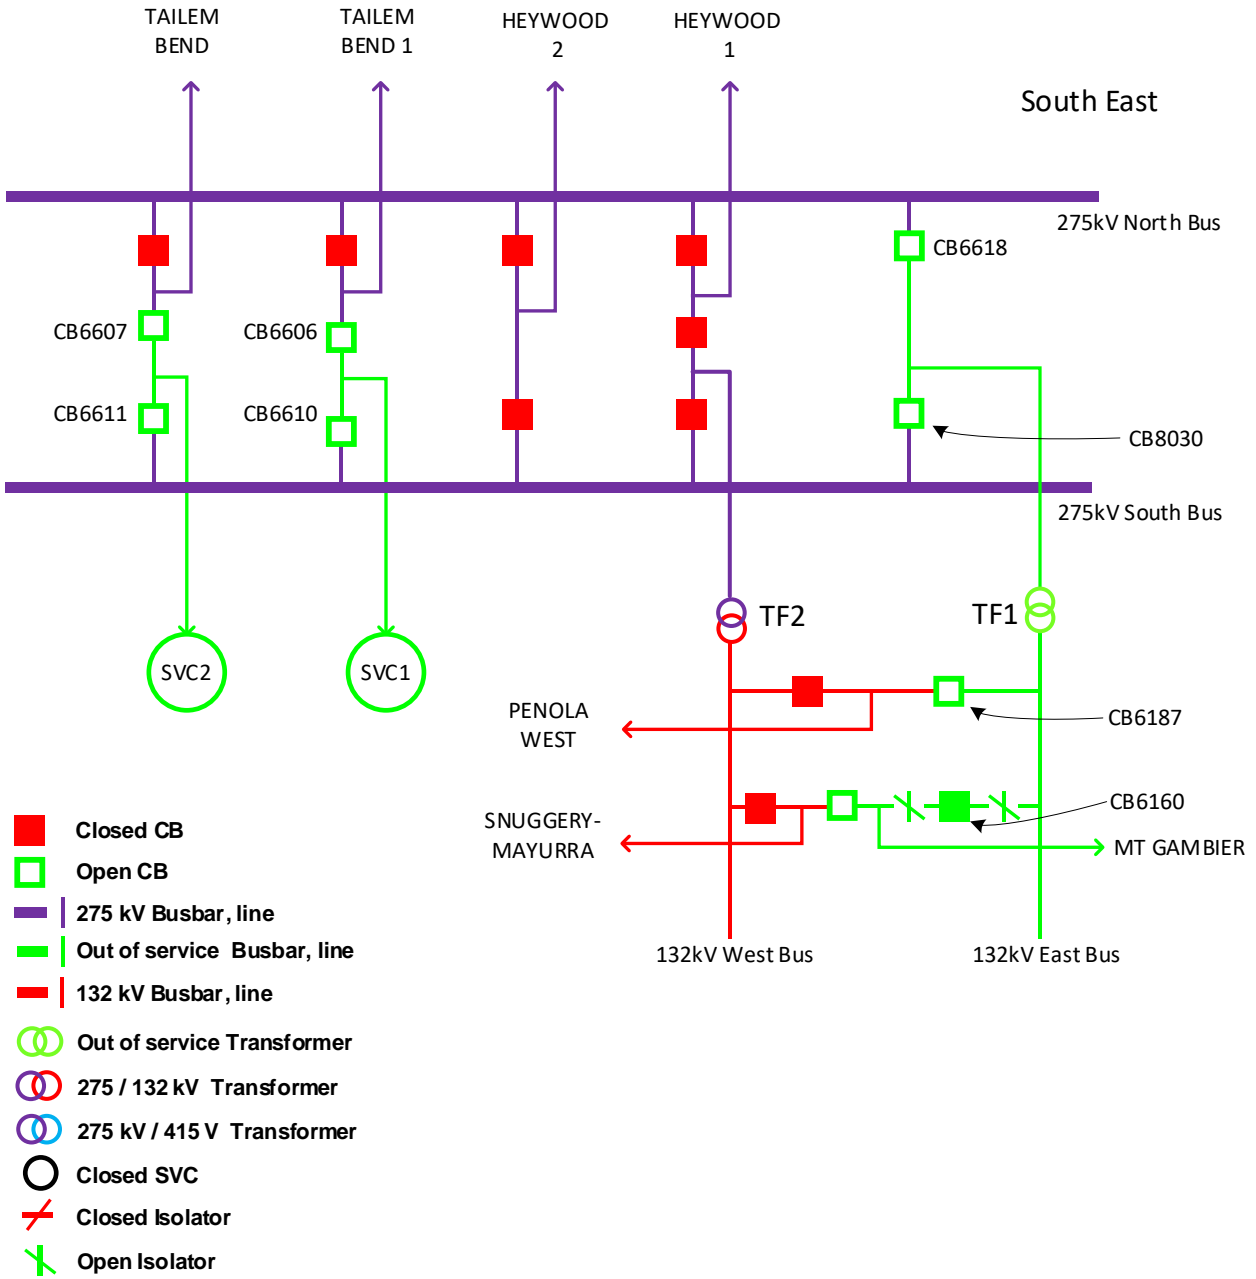 TAILEM
BEND
TAILEM
BEND 1
HEYWOOD
2
HEYWOOD
1
South East
275kV North Bus
CB6618
CB6607
CB6606
CB6611
CB6610
CB8030
275kV South Bus
TF2
TF1
SVC2
SVC1
PENOLA
WEST
CB6187
CB6160
SNUGGERY-
MAYURRA
MT GAMBIER
132kV West Bus
132kV East Bus
Closed CB
Open CB
275 kV Busbar, line
Out of service Busbar, line
132 kV Busbar, line
Out of service Transformer
275 / 132 kV Transformer
275 kV / 415 V Transformer
Closed SVC
Closed Isolator
Open Isolator